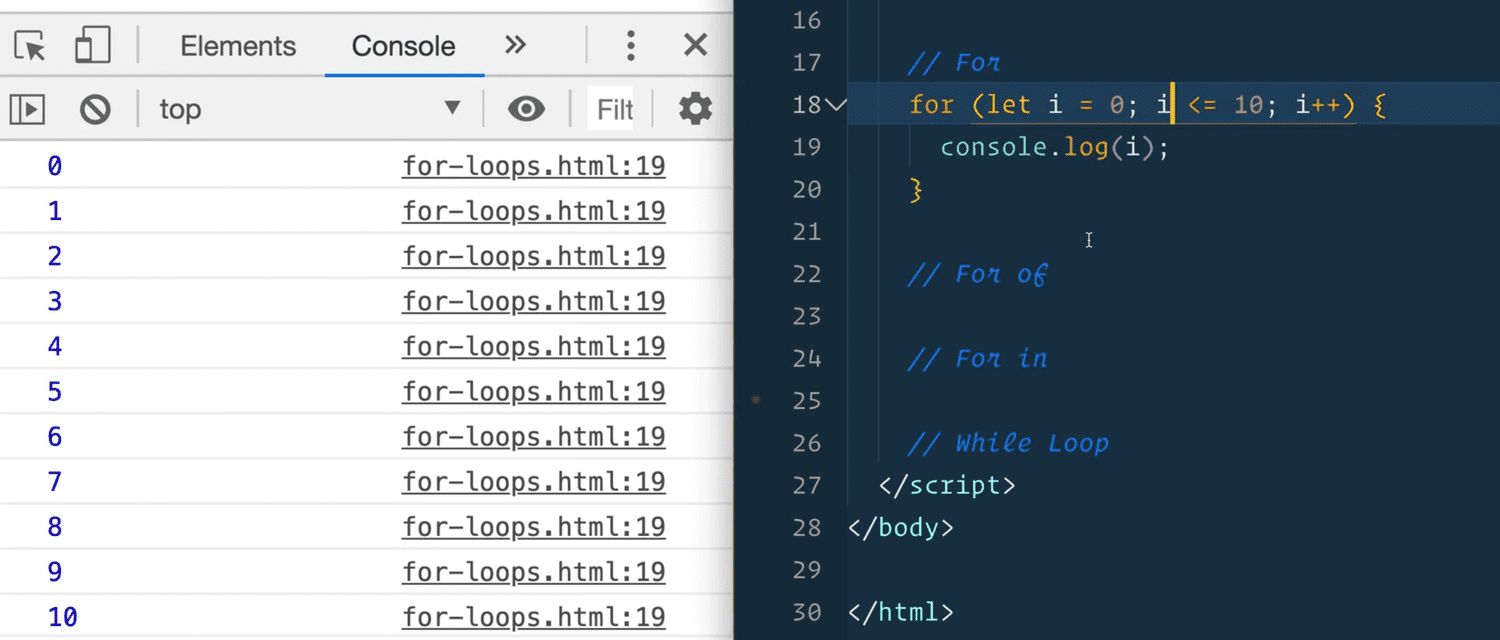 Elements Console
top Filt
0 for-loops.html:19
1 for-loops.html:19
2 for-loops.html:19
3 for-loops.html:19
4 for-loops.html:19
5 for-loops.html:19
6 for-loops.html:19
7 for-loops.html:19
8 for-loops.html:19
9 for-loops.html:19
10 for-loops.html:19
16
17 // For
18 for (let i = 0; i <= 10; i++) {
19 console.log(i);
20 }
21
22 // For of
23
24 // For in
25
26 // While Loop
27 </script>
28 </body>
29
30 </html>